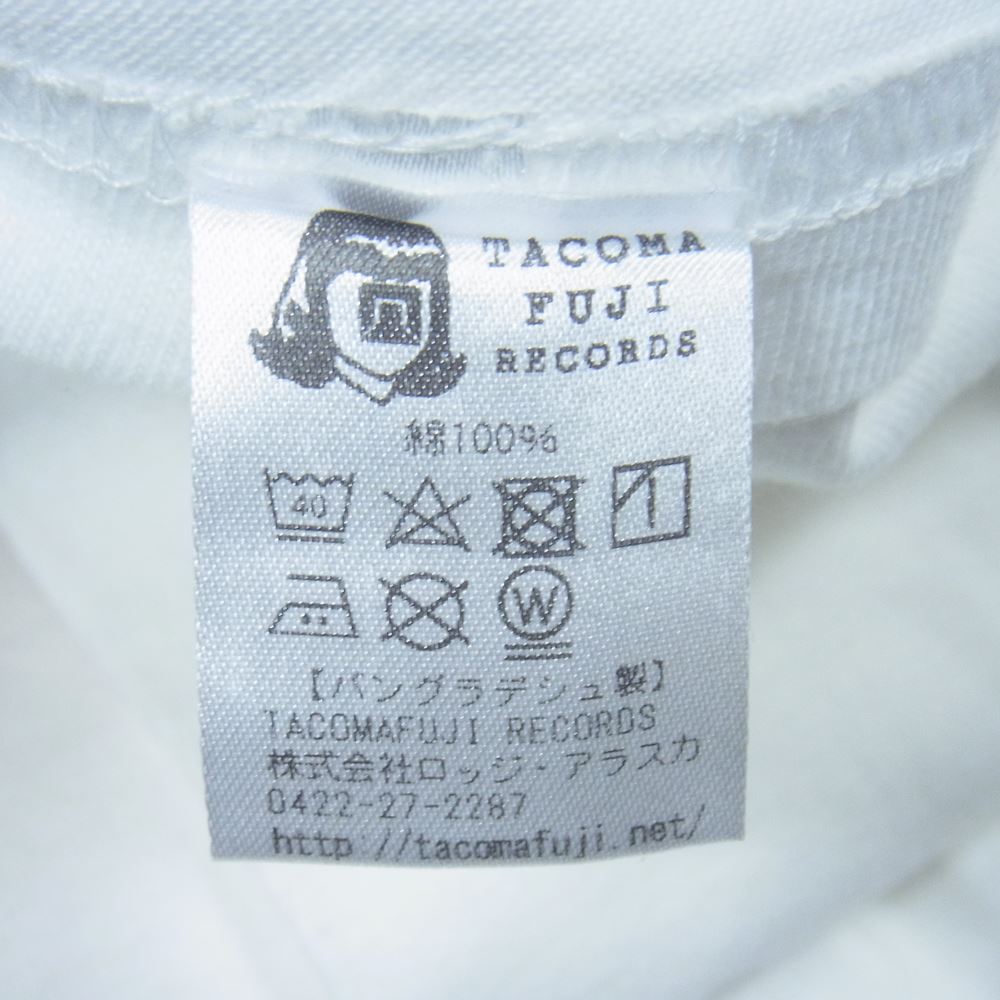 TACOMA
FUJI
RECORDS
綿100%
40
W
【バングラデシュ製】
TACOMAFUJI RECORDS
株式会社ロッジ・アラスカ
0422-27-2287
http://tacomafuji.net/